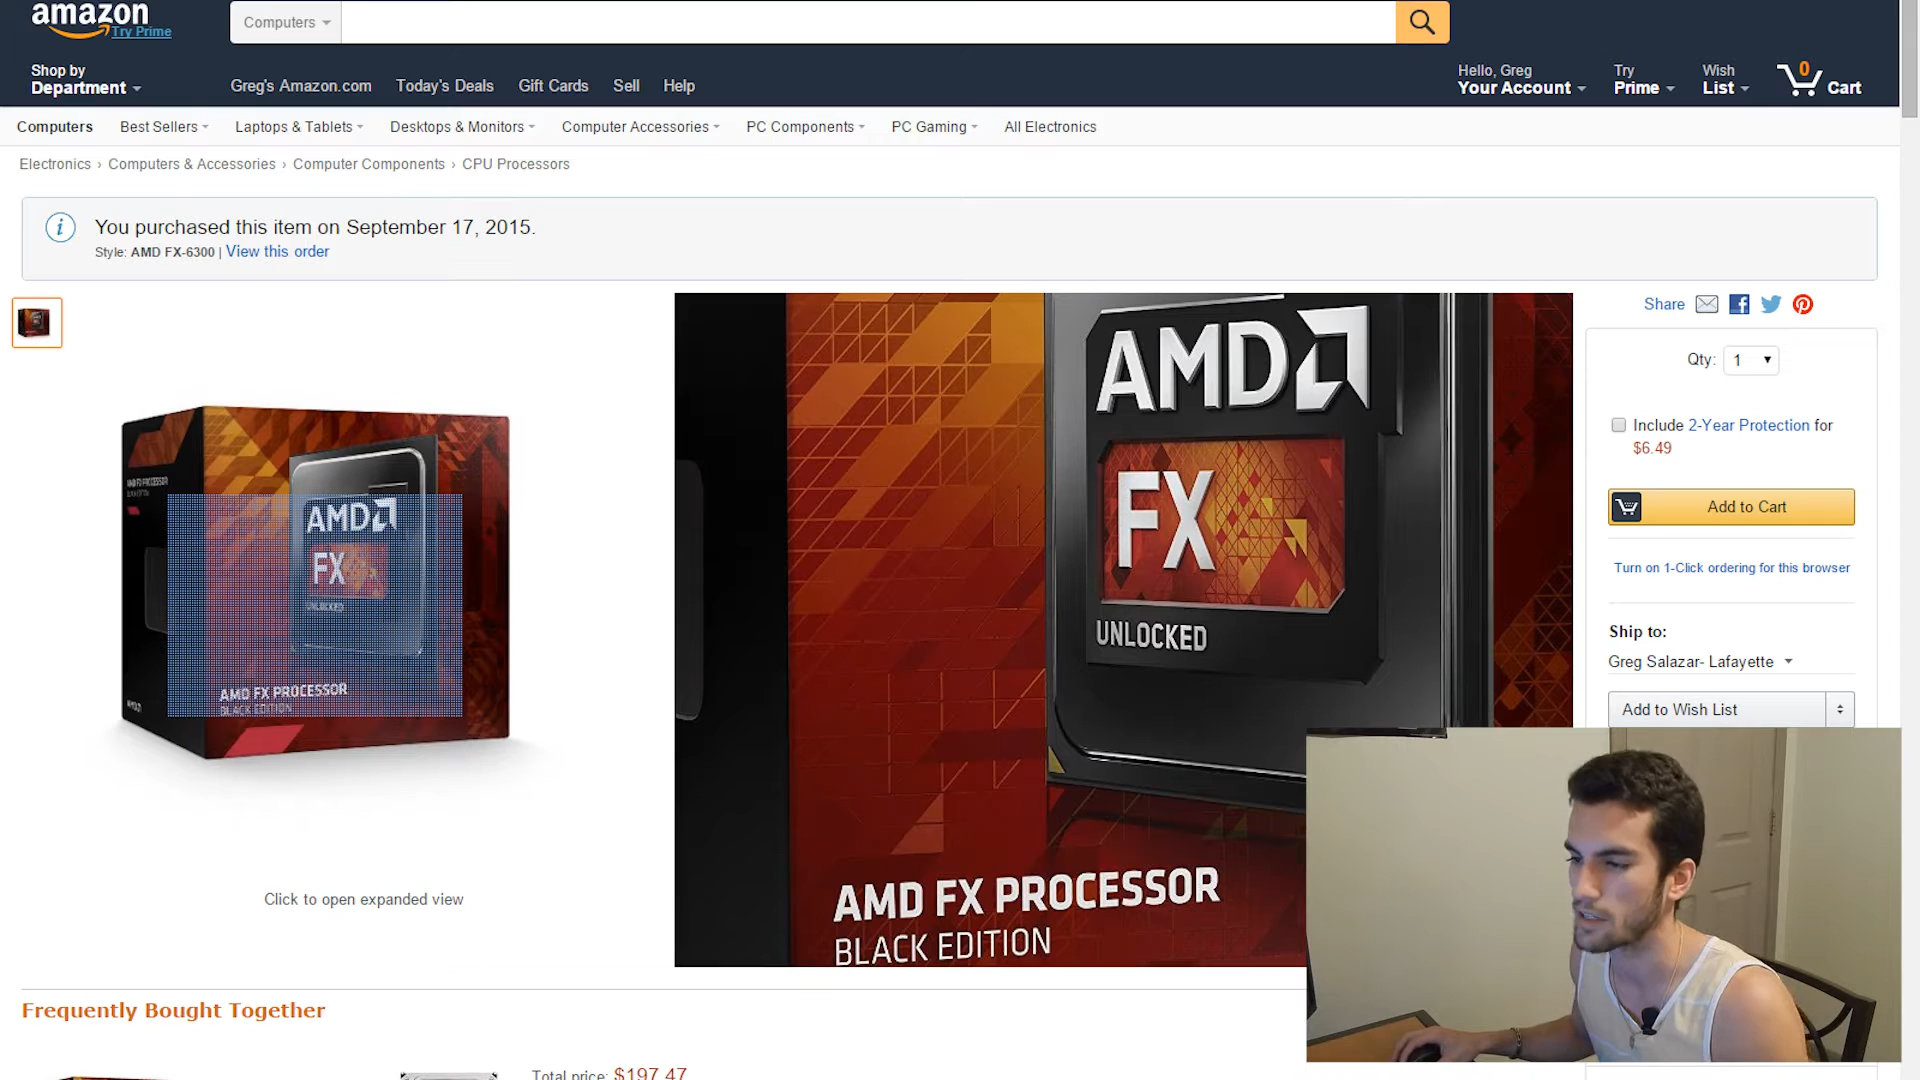 amazon
Try Prime
Computers
Shop by
Department
Greg's Amazon.com
Today's Deals
Gift Cards
Sell
Help
Hello, Greg
Your Account
Try
Prime
Wish
List
0
Cart
Computers
Best Sellers
Laptops & Tablets
Desktops & Monitors
Computer Accessories
PC Components
PC Gaming
All Electronics
Electronics › Computers & Accessories › Computer Components › CPU Processors
You purchased this item on September 17, 2015.
Style: AMD FX-6300 | View this order
Share
Qty: 1
Include 2-Year Protection for
$6.49
Add to Cart
Turn on 1-Click ordering for this browser
Ship to:
Greg Salazar- Lafayette
Add to Wish List
AMD FX PROCESSOR
AMD
FX
UNLOCKED
AMD FX PROCESSOR
BLACK EDITION
AMD
FX
UNLOCKED
AMD FX PROCESSOR
BLACK EDITION
Click to open expanded view
Frequently Bought Together
Total price: $197.47